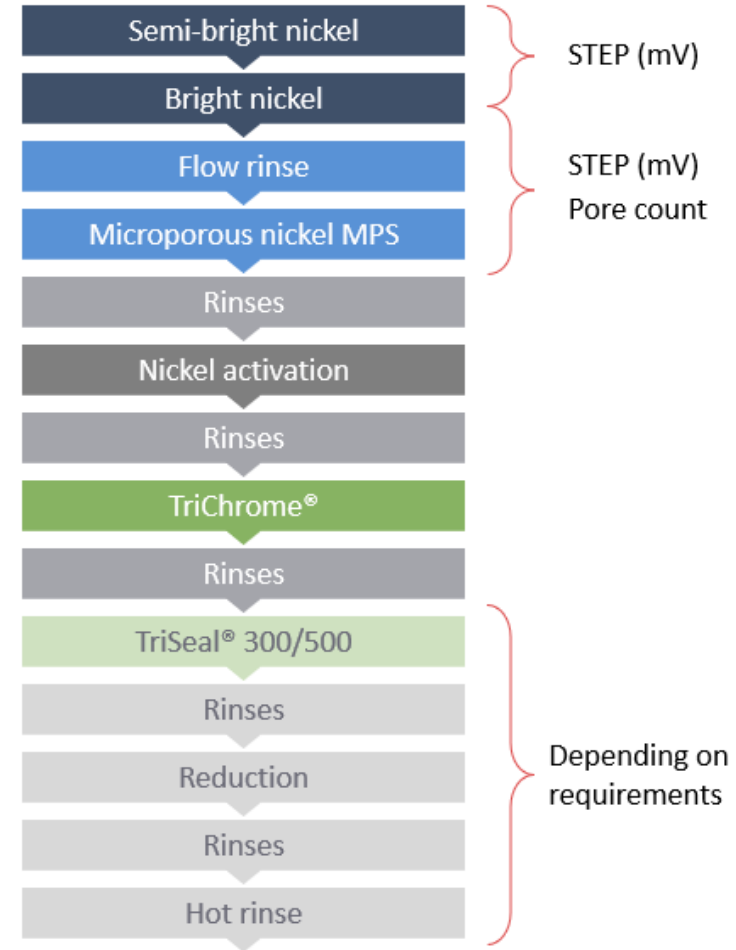 Semi-bright nickel
STEP (mV)
Bright nickel
Flow rinse
STEP (mV)
Pore count
Microporous nickel MPS
Rinses
Nickel activation
Rinses
TriChrome®
Rinses
TriSeal® 300/500
Rinses
Reduction
Depending on
requirements
Rinses
Hot rinse